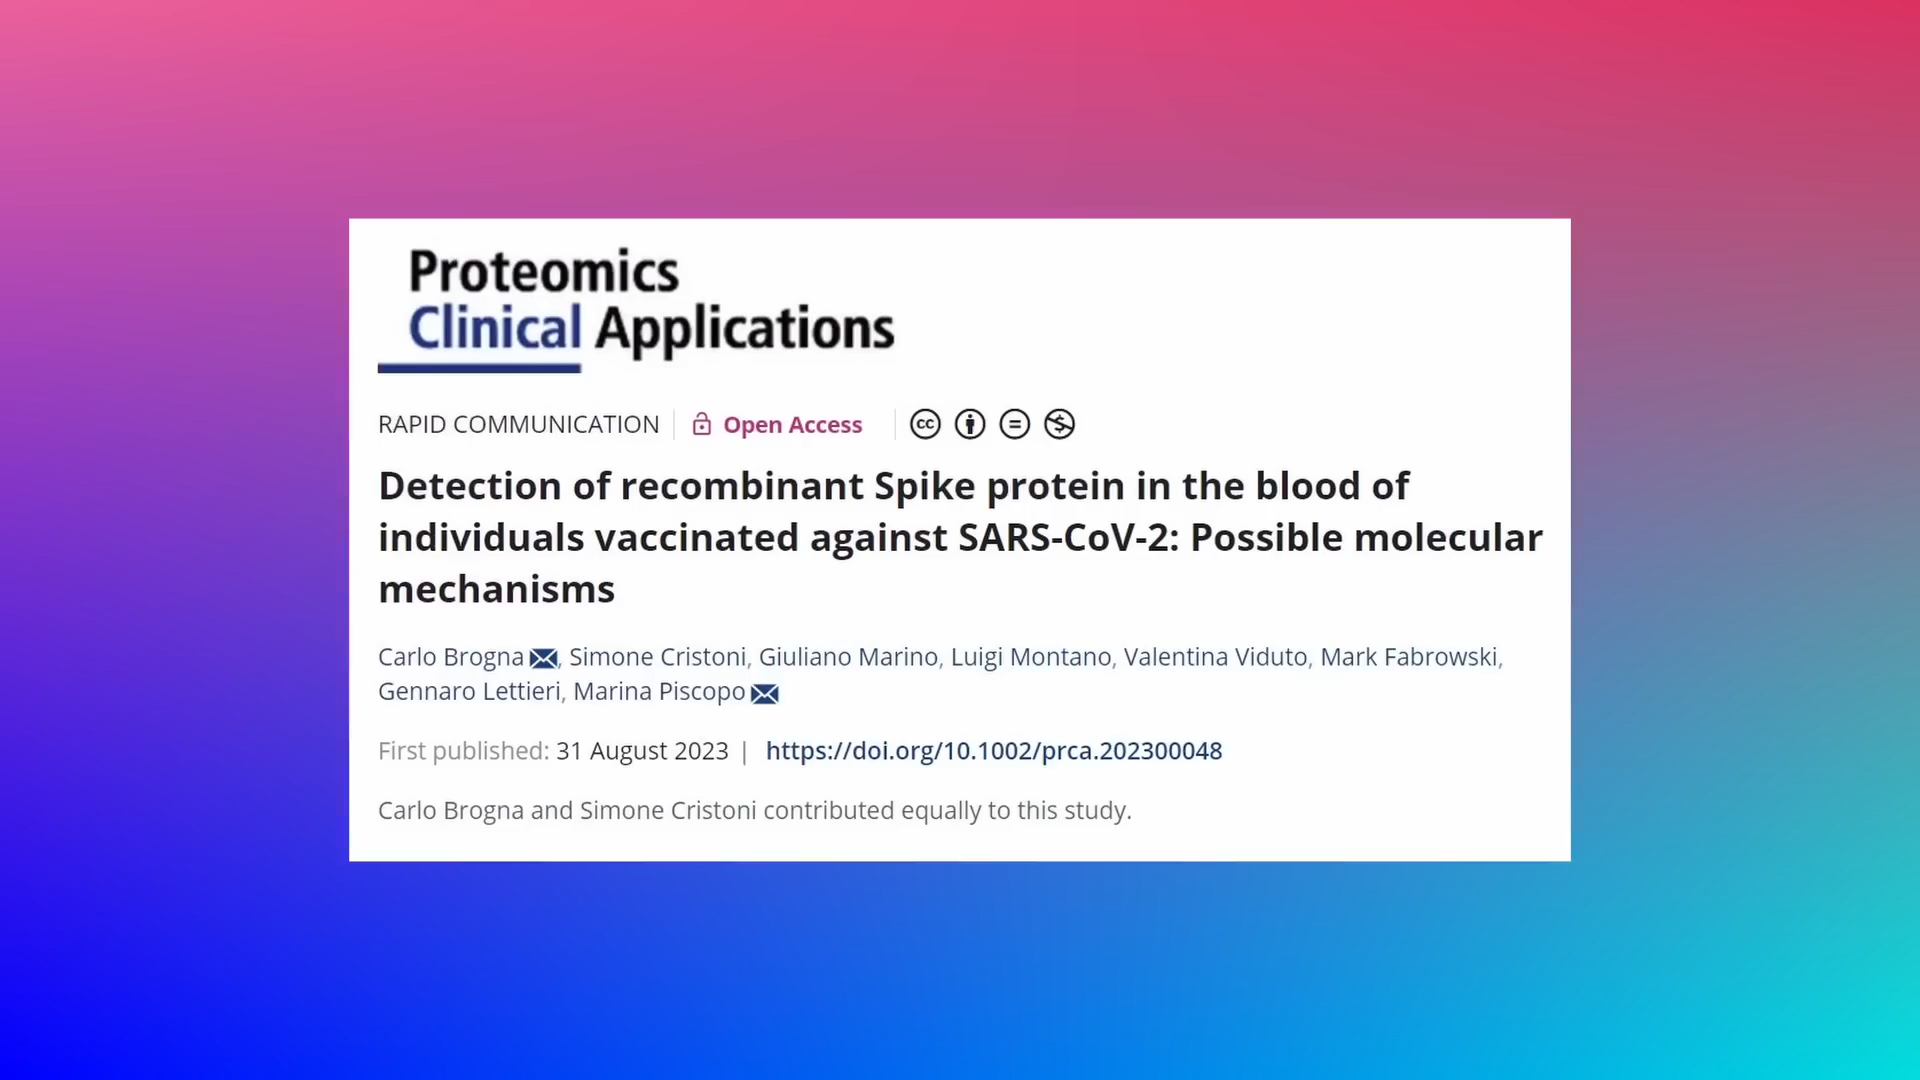 Proteomics
Clinical Applications
RAPID COMMUNICATION | Open Access
Detection of recombinant Spike protein in the blood of
individuals vaccinated against SARS-CoV-2: Possible molecular
mechanisms
Carlo Brogna, Simone Cristoni, Giuliano Marino, Luigi Montano, Valentina Viduto, Mark Fabrowski,
Gennaro Lettieri, Marina Piscopo
First published: 31 August 2023 | https://doi.org/10.1002/prca.202300048
Carlo Brogna and Simone Cristoni contributed equally to this study.